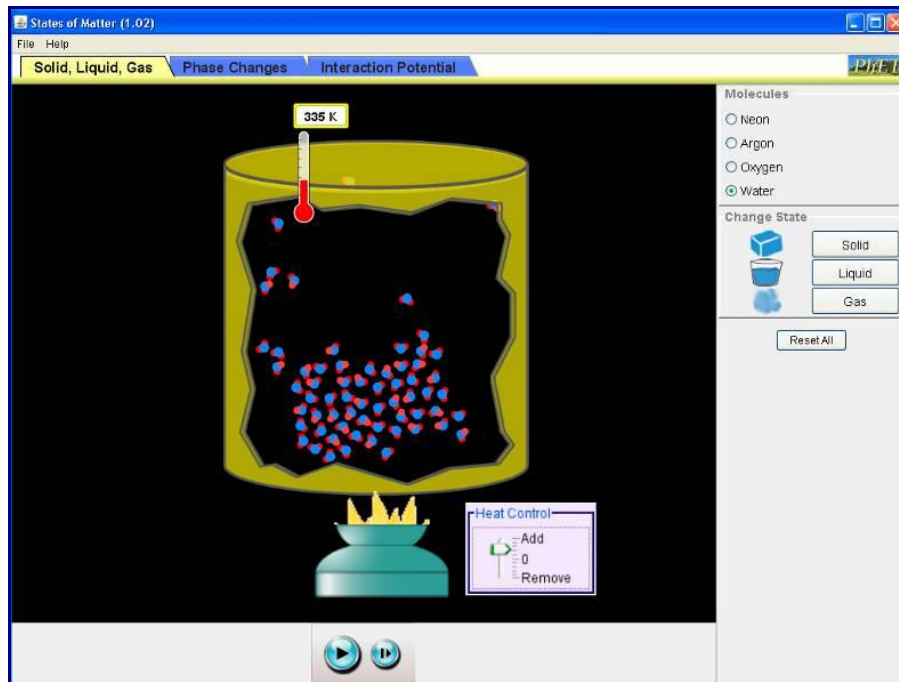 States of Matter (1.02)
File Help
Solid, Liquid, Gas Phase Changes Interaction Potential
PhET
335 K
Molecules
Neon
Argon
Oxygen
Water
Change State
Solid
Liquid
Gas
Reset All
Heat Control
Add
0
Remove